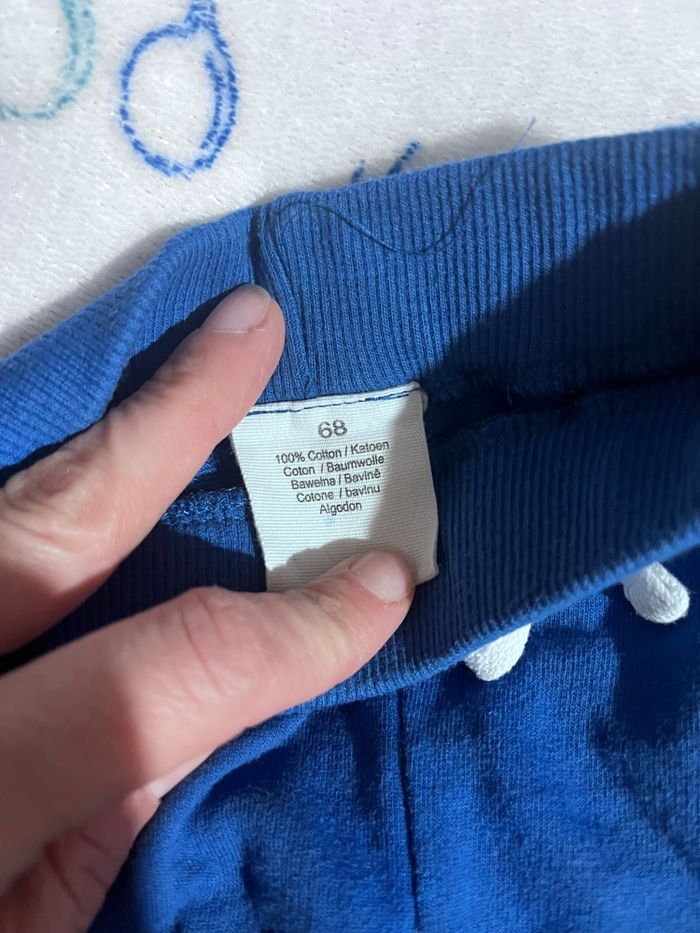 68
100% Cotton / Katoen
Coton / Baumwolle
Bawełna / Bavlně
Cotone / bavlnu
Algodon